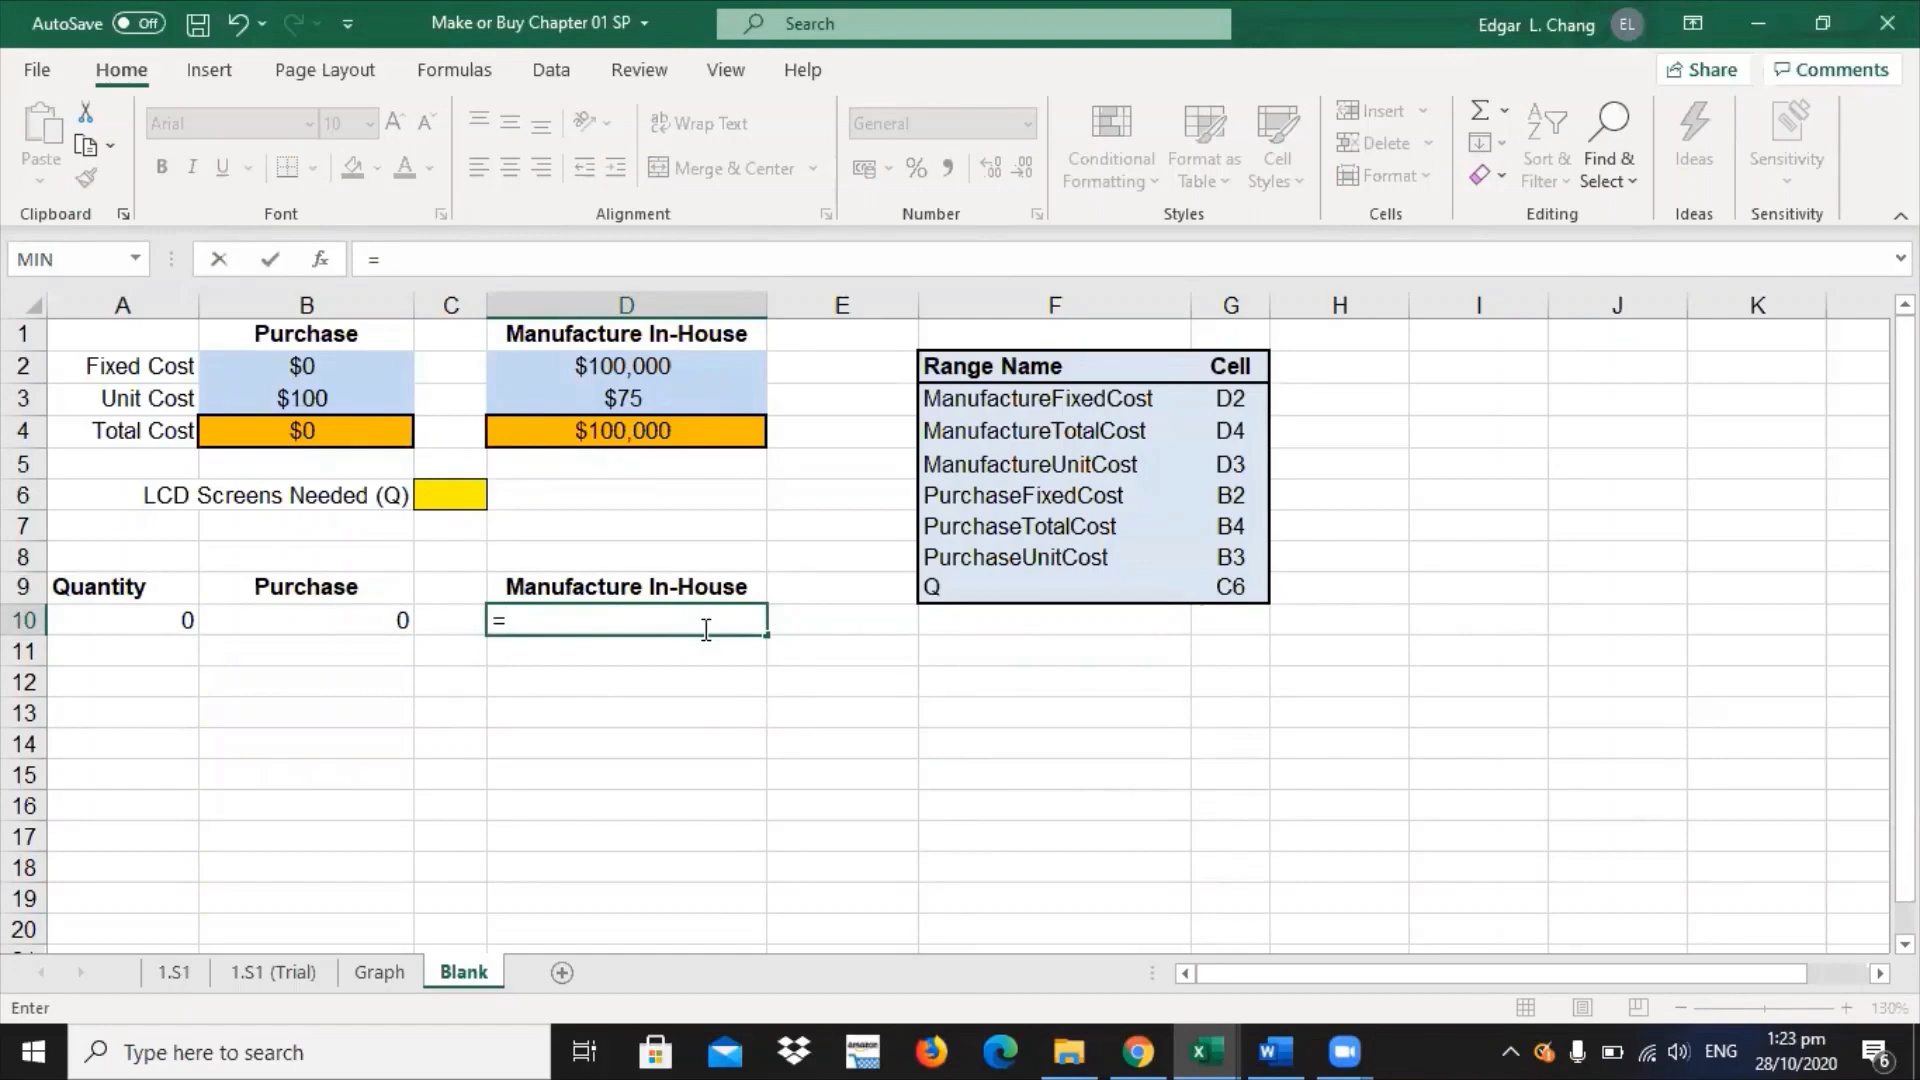 AutoSave Off Make or Buy Chapter 01 SP Search Edgar L. Chang EL
File Home Insert Page Layout Formulas Data Review View Help Share Comments
Paste Arial 10 Wrap Text General Conditional Formatting Format as Table Cell Styles Insert Sort & Filter Find & Select Ideas Sensitivity
B I U Merge & Center % Delete
Format
Clipboard Font Alignment Number Styles Cells Editing Ideas Sensitivity
MIN fx =
A B C D E F G H I J K
1 Purchase Manufacture In-House
2 Fixed Cost $0 $100,000 Range Name Cell
3 Unit Cost $100 $75 ManufactureFixedCost D2
4 Total Cost $0 $100,000 ManufactureTotalCost D4
5 ManufactureUnitCost D3
6 LCD Screens Needed (Q) PurchaseFixedCost B2
7 PurchaseTotalCost B4
8 PurchaseUnitCost B3
9 Quantity Purchase Manufacture In-House Q C6
10 0 0 =
11
12
13
14
15
16
17
18
19
20
1.S1 1.S1 (Trial) Graph Blank
Enter 130%
Type here to search amazon ENG 1:23 pm
28/10/2020 6